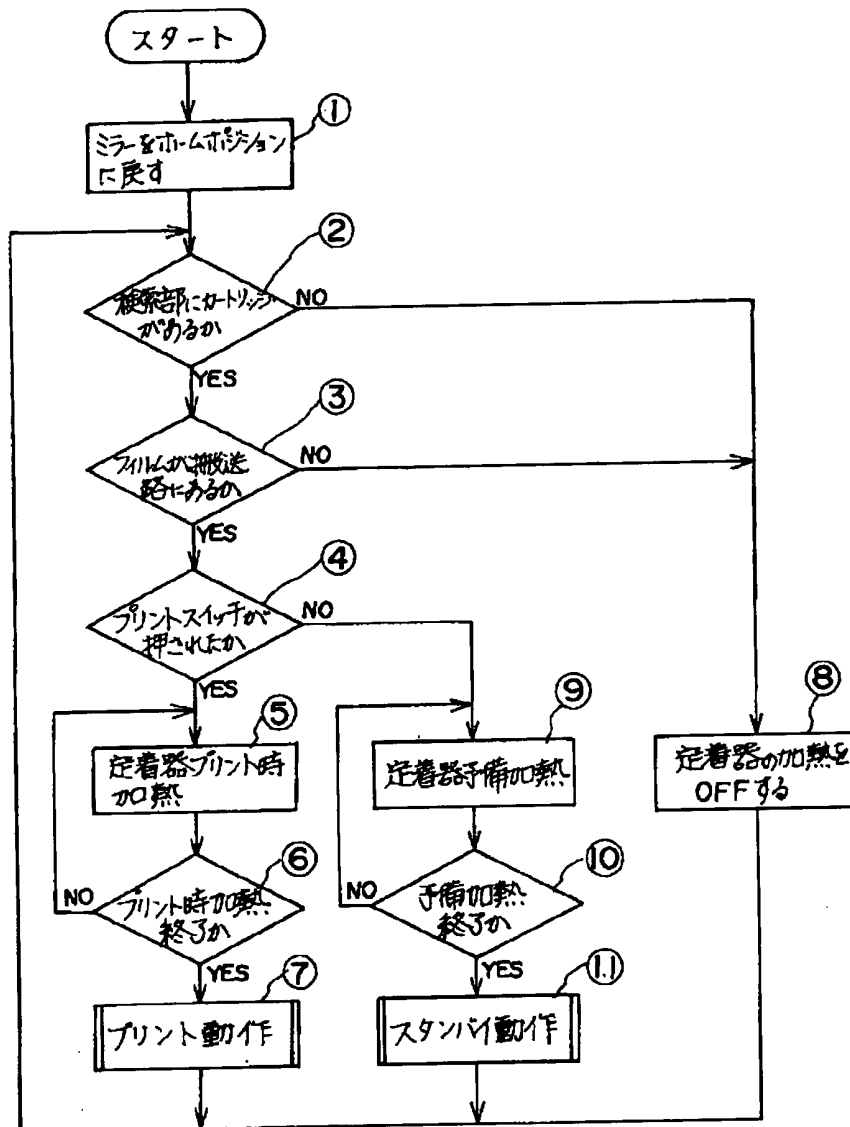 スタート
①
ミラーをホームポジション
に戻す
②
検索部にカートリッジ
があるか
NO
YES
③
フィルムが搬送
路にあるか
NO
YES
④
プリントスイッチが
押されたか
NO
YES
⑤
定着器プリント時
加熱
⑨
定着器予備加熱
⑧
定着器の加熱を
OFFする
⑥
プリント時加熱
終了か
NO
YES
⑩
予備加熱
終了か
NO
YES
⑦
プリント動作
⑪
スタンバイ動作